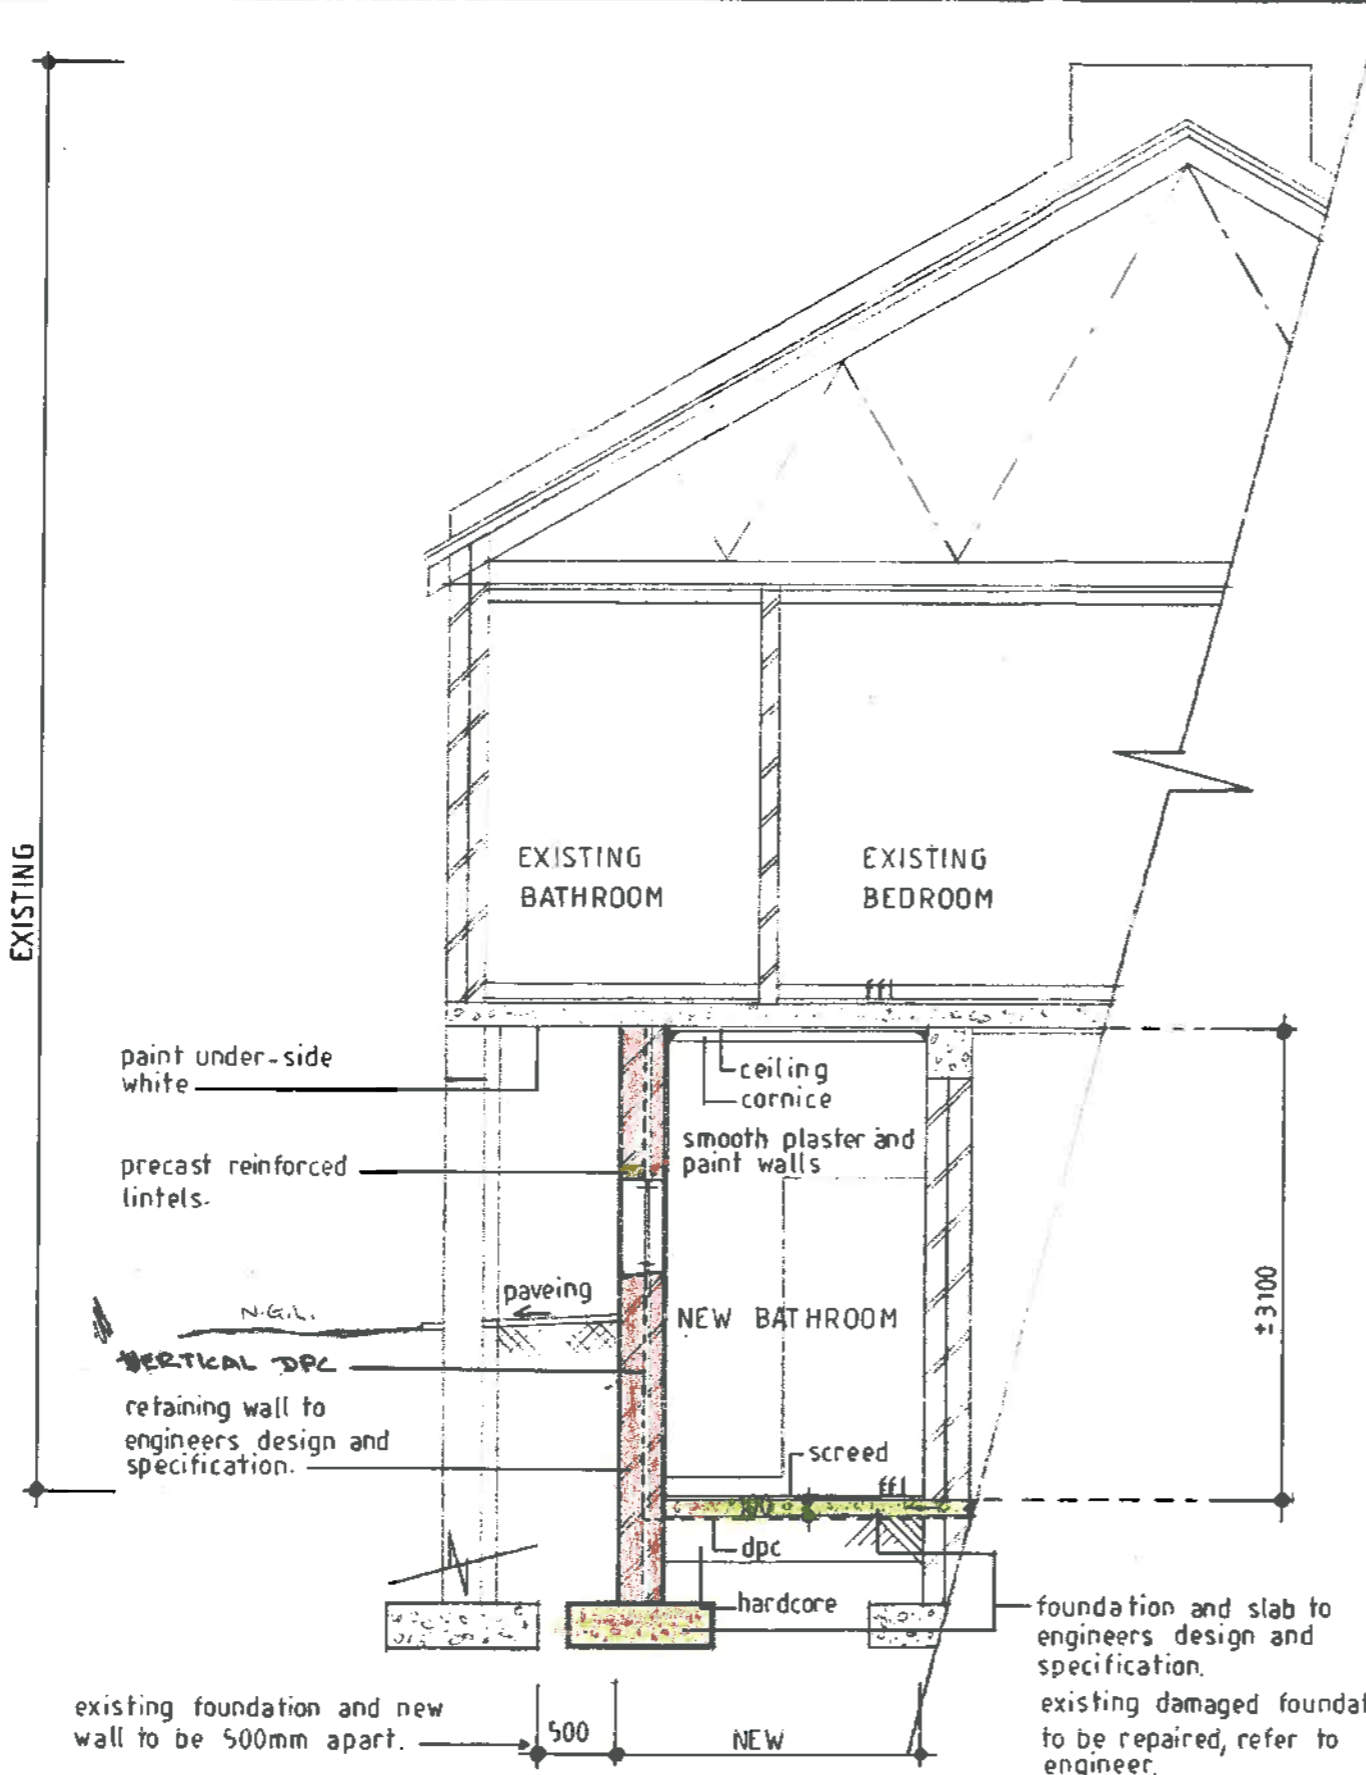 EXISTING
EXISTING
BATHROOM
EXISTING
BEDROOM
ffl
paint under-side
white
ceiling
cornice
smooth plaster and
paint walls
precast reinforced
lintels.
±3100
paveing
N.G.L.
NEW BATHROOM
VERTICAL DPC
retaining wall to
engineers design and
specification.
screed
ffl
dpc
hardcore
foundation and slab to
engineers design and
specification.
existing foundation and new
wall to be 500mm apart.
500
NEW
existing damaged foundat
to be repaired, refer to
engineer.